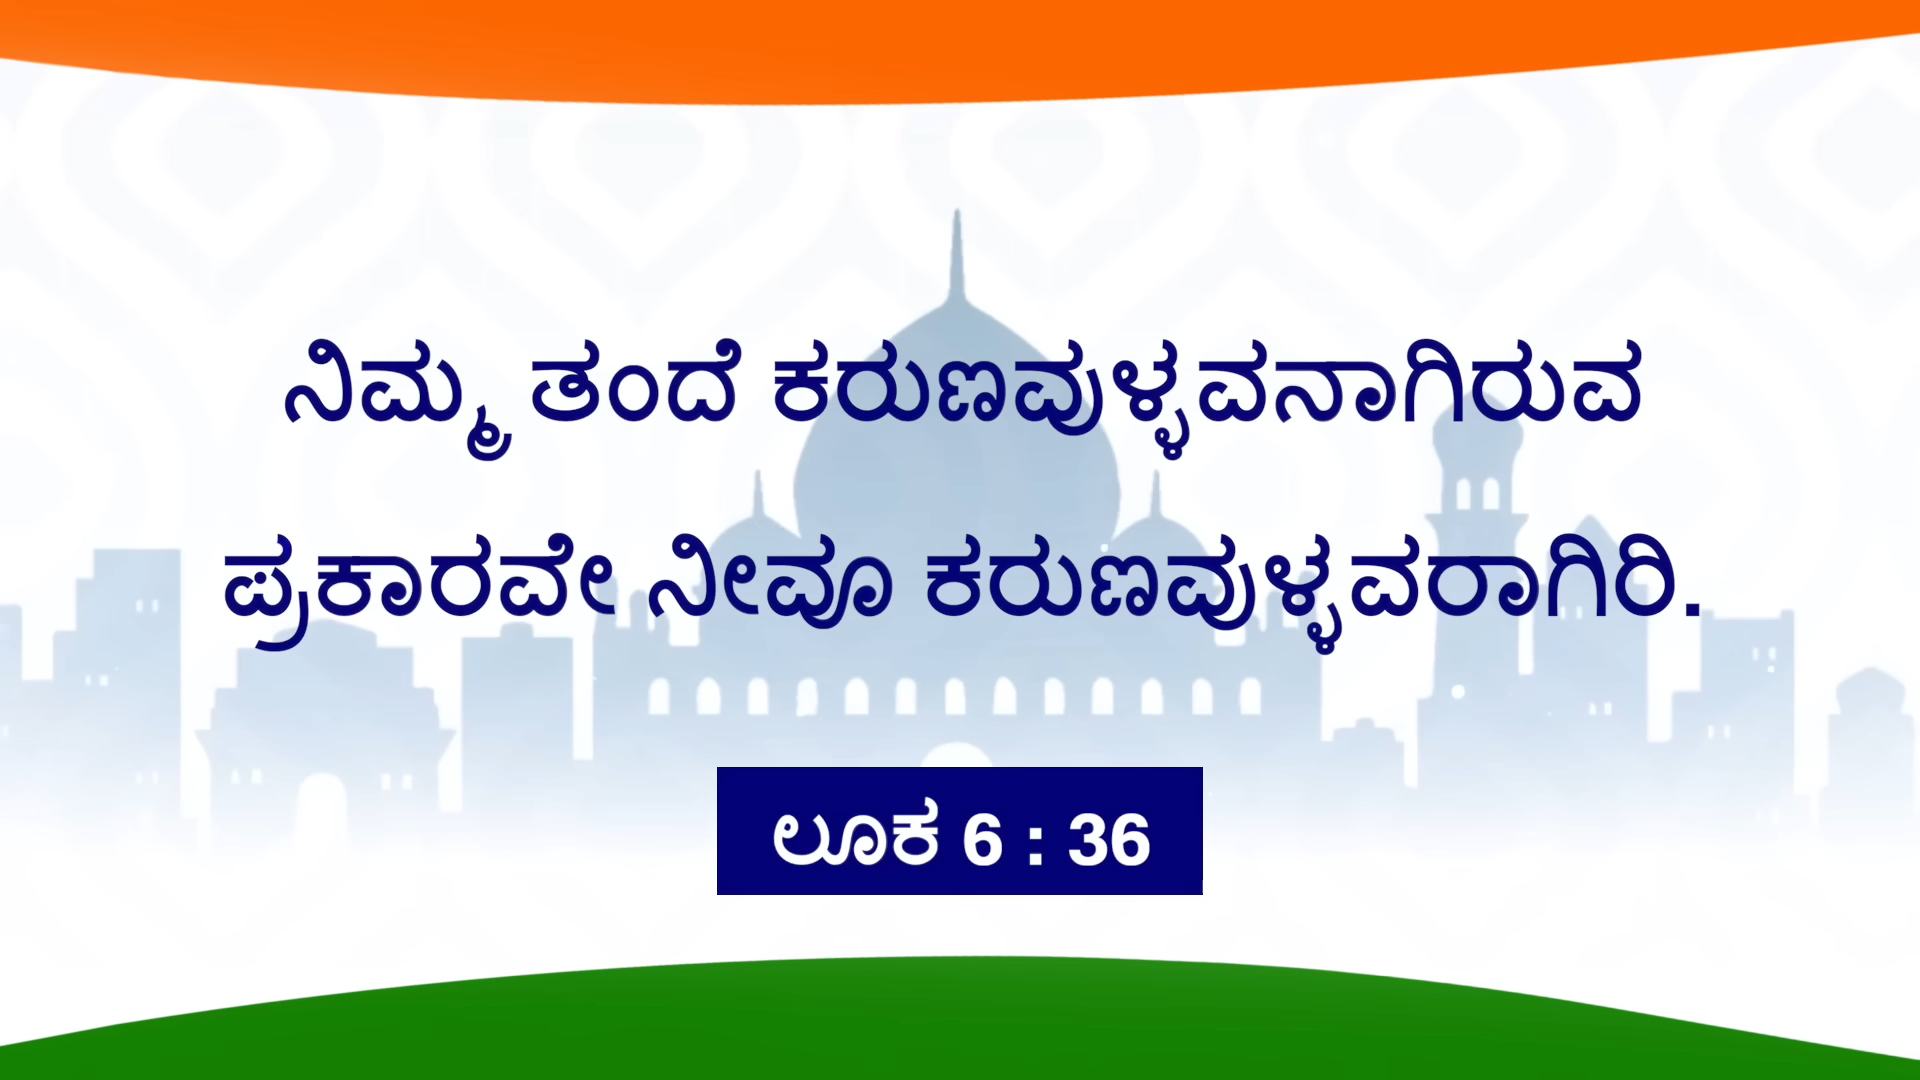 ನಿಮ್ಮ ತಂದೆ ಕರುಣವುಳ್ಳವನಾಗಿರುವ
ಪ್ರಕಾರವೇ ನೀವೂ ಕರುಣವುಳ್ಳವರಾಗಿರಿ.
ಲೂಕ 6 : 36